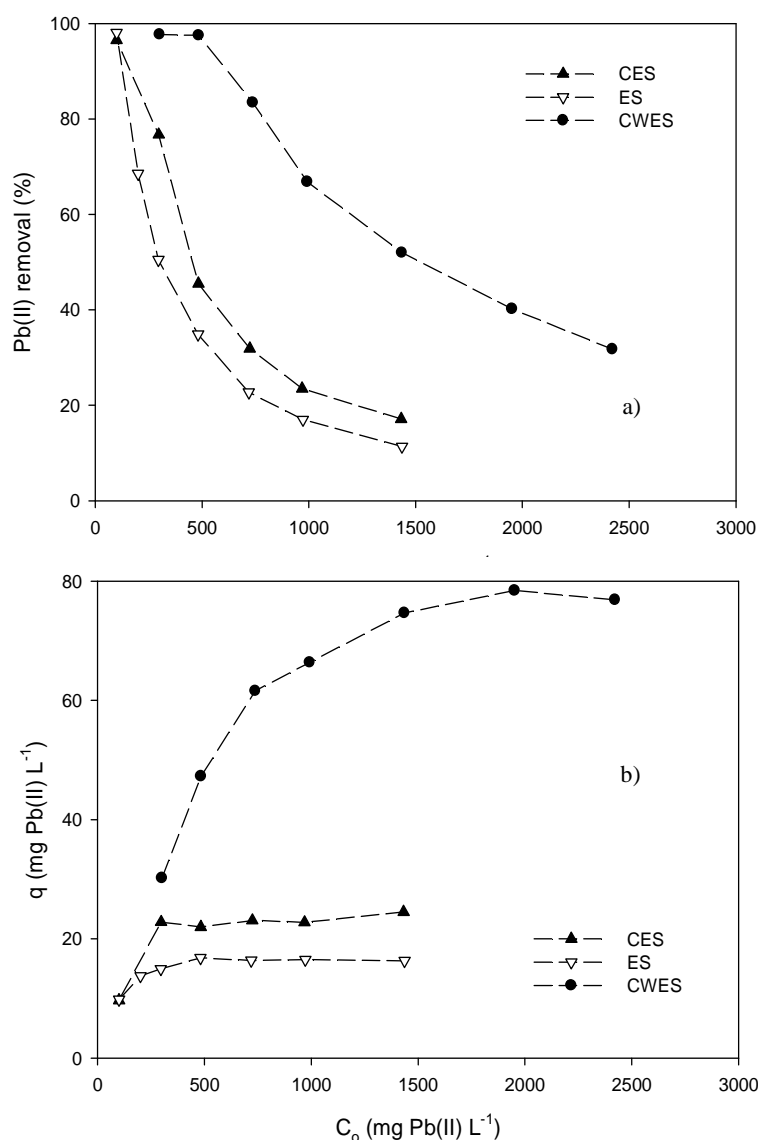 100
80
60
40
20
0
Pb(II) removal (%)
CES
ES
CWES
a)
0 500 1000 1500 2000 2500 3000
80
60
40
20
0
q (mg Pb(II) L⁻¹)
b)
CES
ES
CWES
0 500 1000 1500 2000 2500 3000
Cₒ (mg Pb(II) L⁻¹)